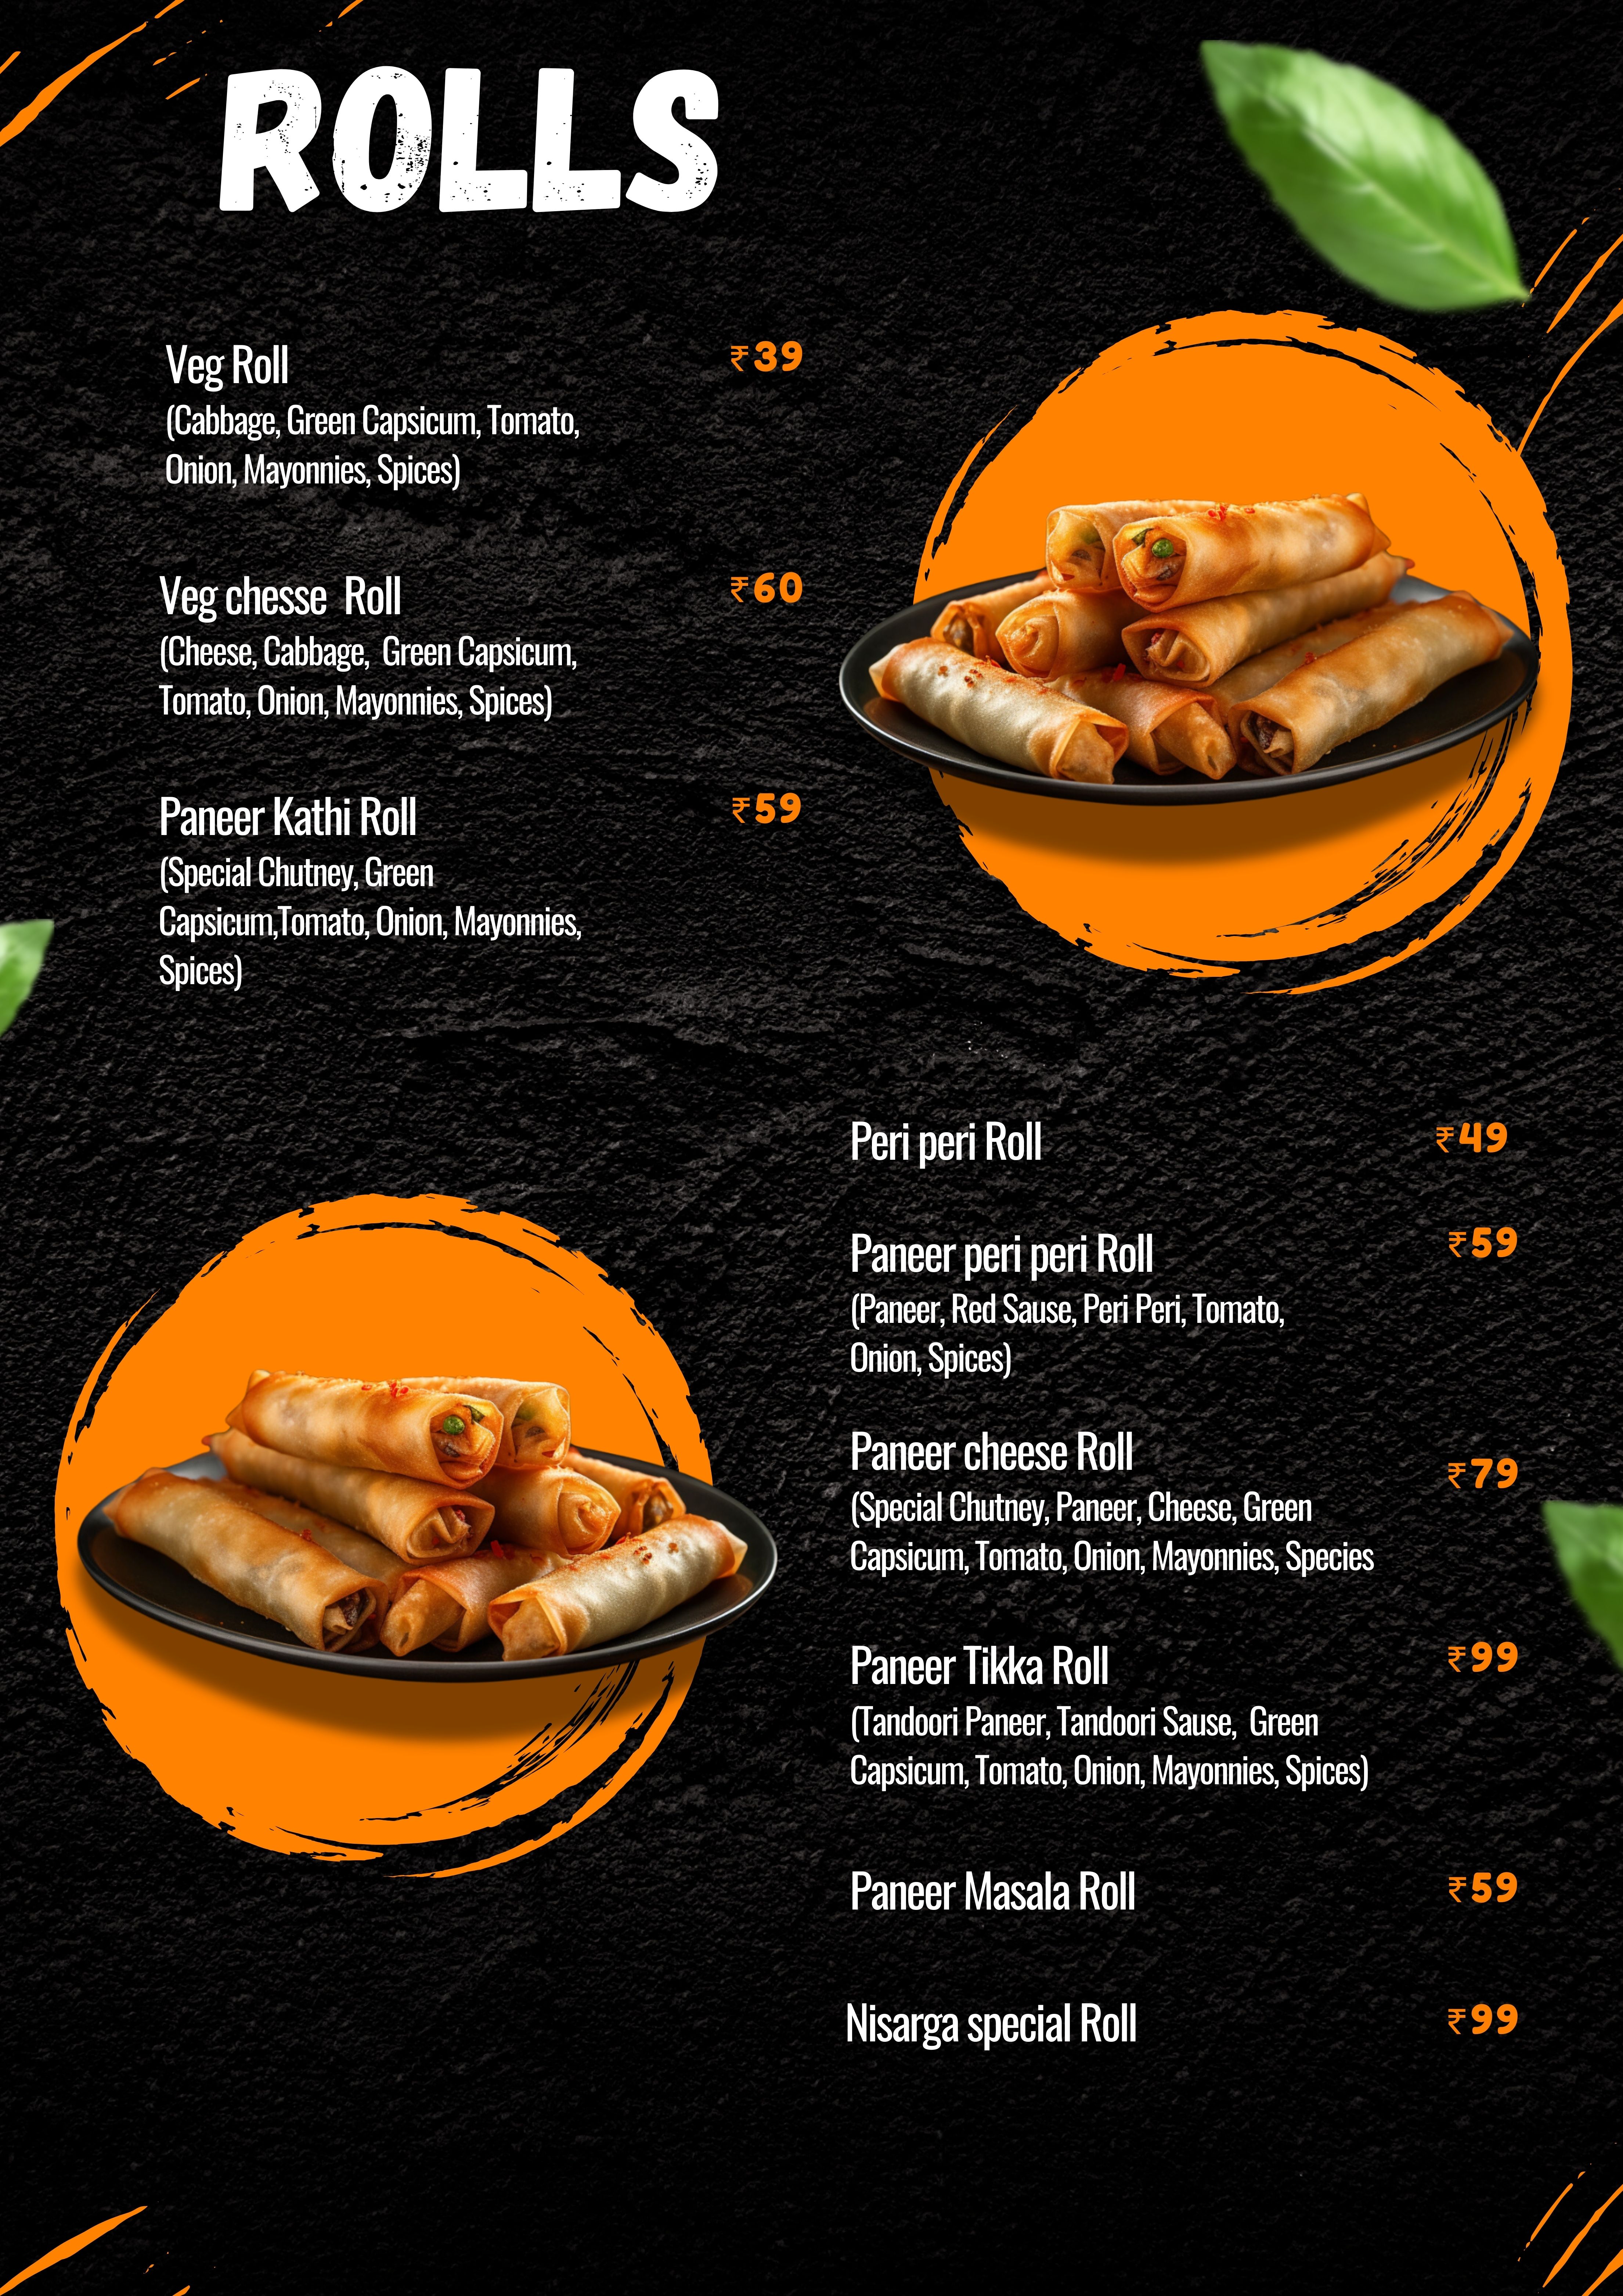 ROLLS
Veg Roll ₹39
(Cabbage, Green Capsicum, Tomato,
Onion, Mayonnies, Spices)
Veg chesse Roll ₹60
(Cheese, Cabbage, Green Capsicum,
Tomato, Onion, Mayonnies, Spices)
Paneer Kathi Roll ₹59
(Special Chutney, Green
Capsicum,Tomato, Onion, Mayonnies,
Spices)
Peri peri Roll ₹49
Paneer peri peri Roll ₹59
(Paneer, Red Sause, Peri Peri, Tomato,
Onion, Spices)
Paneer cheese Roll ₹79
(Special Chutney, Paneer, Cheese, Green
Capsicum, Tomato, Onion, Mayonnies, Species
Paneer Tikka Roll ₹99
(Tandoori Paneer, Tandoori Sause, Green
Capsicum, Tomato, Onion, Mayonnies, Spices)
Paneer Masala Roll ₹59
Nisarga special Roll ₹99